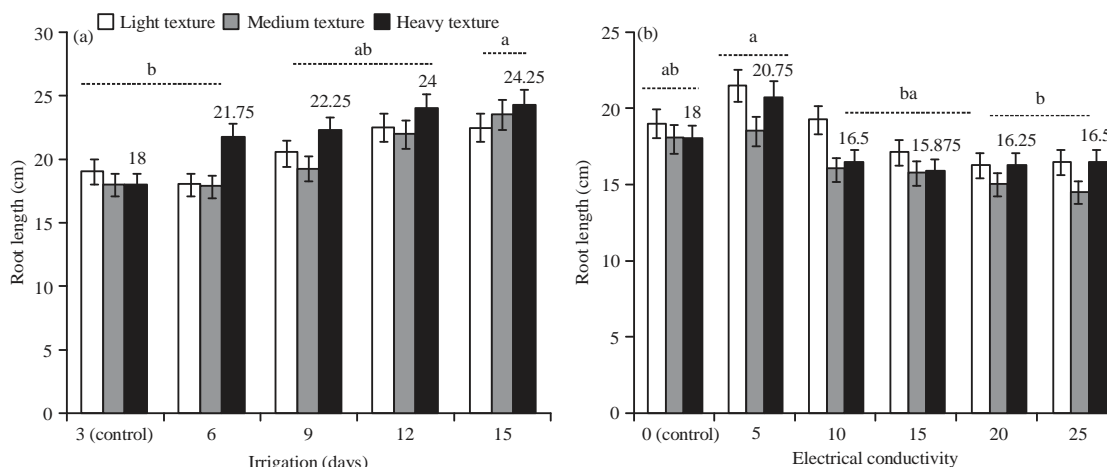 Light texture Medium texture Heavy texture
(a)
Root length (cm)
30
25
20
15
10
5
0
b
ab
a
18
21.75
22.25
24
24.25
3 (control) 6 9 12 15
Irrigation (days)
(b)
Root length (cm)
25
20
15
10
5
0
ab
a
ba
b
18
20.75
16.5
15.875
16.25
16.5
0 (control) 5 10 15 20 25
Electrical conductivity